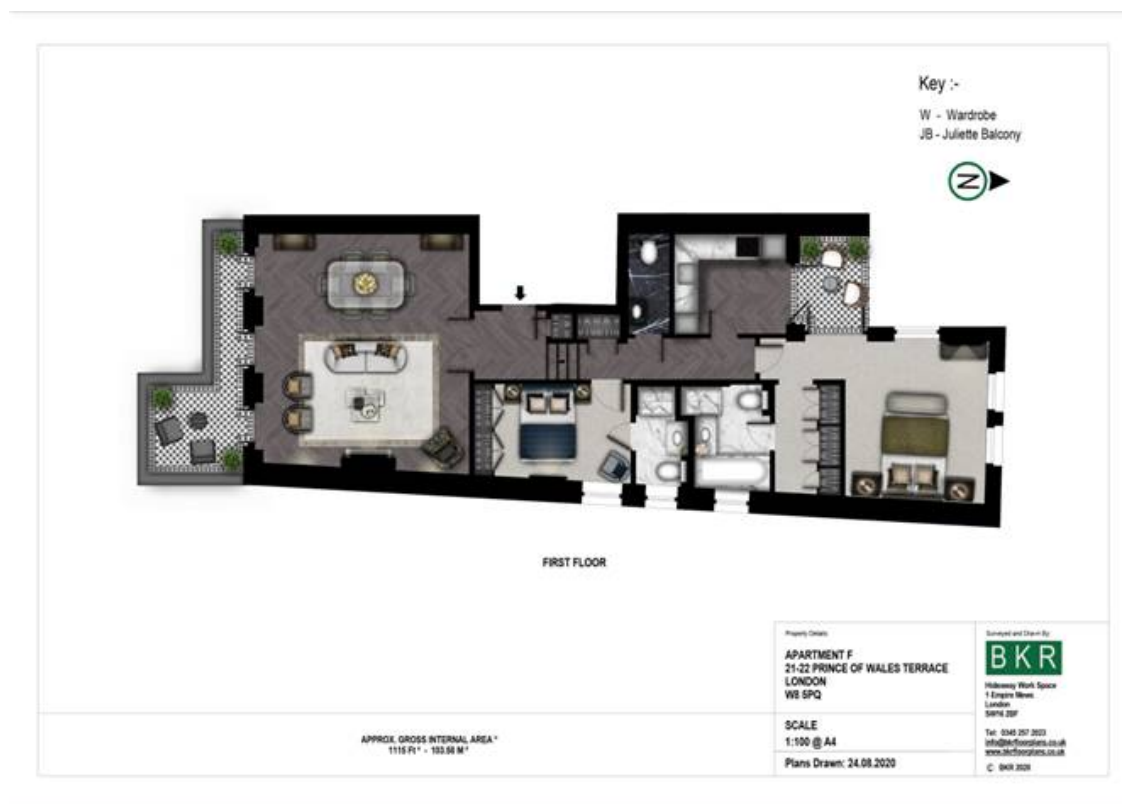 Key :-
W - Wardrobe
JB - Juliette Balcony
N
FIRST FLOOR
Property Details:
APARTMENT F
21-22 PRINCE OF WALES TERRACE
LONDON
W8 5PQ
SCALE
1:100 @ A4
Plans Drawn: 24.08.2020
Surveyed and Drawn By:
BKR
Hideaway Work Space
1 Empire Mews
London
SW16 2BF
Tel: 0345 257 2023
info@bkrfloorplans.co.uk
www.bkrfloorplans.co.uk
© BKR 2020
APPROX. GROSS INTERNAL AREA *
1115 Ft ² - 103.58 M ²